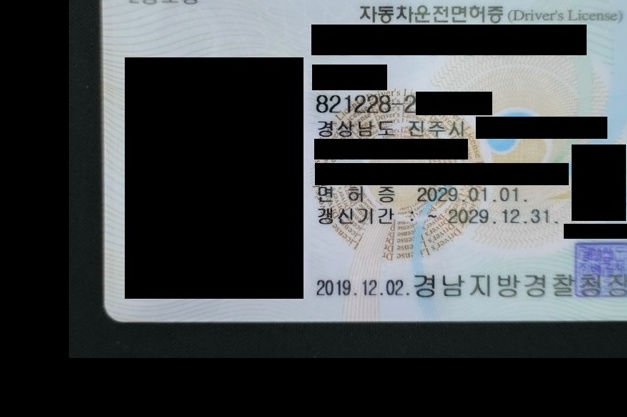 자동차운전면허증 (Driver's License)
821228-2
경상남도 진주시
면 허 증 2029.01.01.
갱신기간 : ~ 2029.12.31.
2019.12.02. 경남지방경찰청장